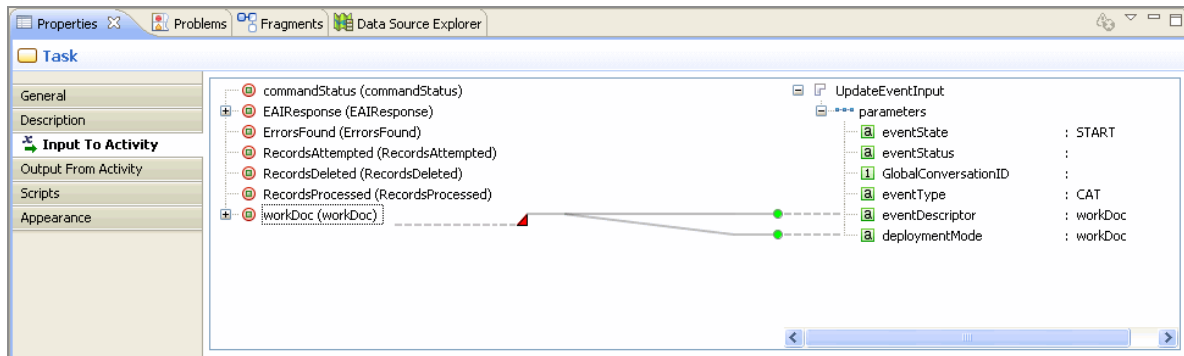 Properties Problems Fragments Data Source Explorer
Task
General
Description
Input To Activity
Output From Activity
Scripts
Appearance
commandStatus (commandStatus)
EAIResponse (EAIResponse)
ErrorsFound (ErrorsFound)
RecordsAttempted (RecordsAttempted)
RecordsDeleted (RecordsDeleted)
RecordsProcessed (RecordsProcessed)
workDoc (workDoc)
UpdateEventInput
parameters
a eventState : START
a eventStatus :
1 GlobalConversationID :
a eventType : CAT
a eventDescriptor : workDoc
a deploymentMode : workDoc